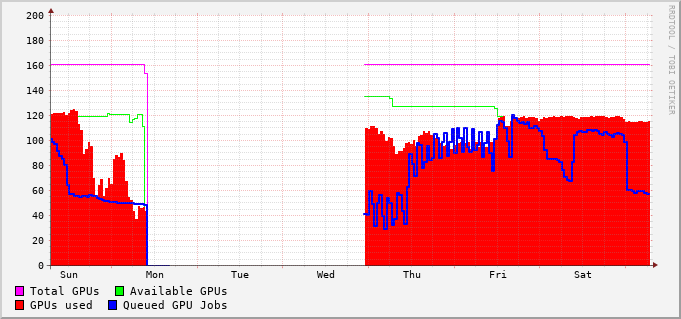 200
180
160
140
120
100
80
60
40
20
0
Sun Mon Tue Wed Thu Fri Sat
Total GPUs Available GPUs
GPUs used Queued GPU Jobs
RRDTOOL / TOBI OETIKER